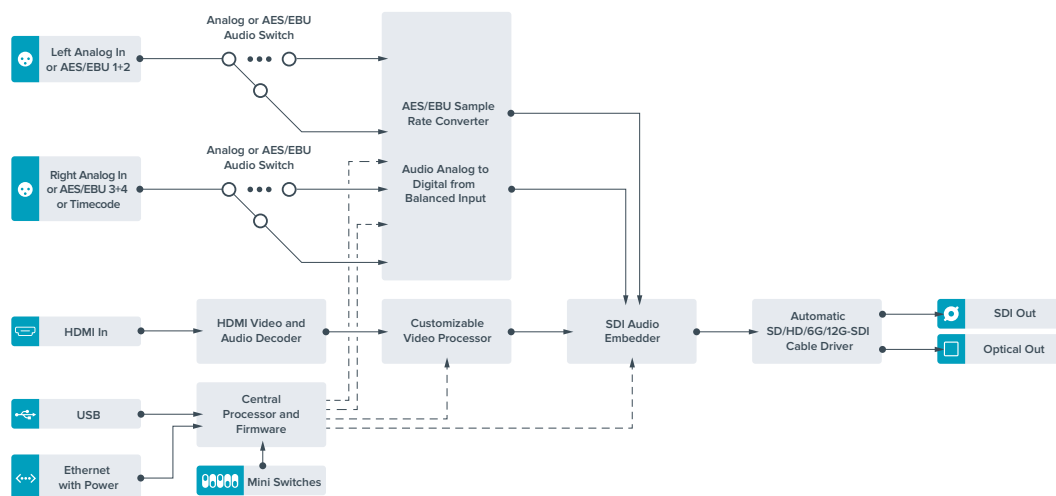 Analog or AES/EBU
Audio Switch
Left Analog In
or AES/EBU 1+2
AES/EBU Sample
Rate Converter
Analog or AES/EBU
Audio Switch
Right Analog In
or AES/EBU 3+4
or Timecode
Audio Analog to
Digital from
Balanced Input
HDMI In
HDMI Video and
Audio Decoder
Customizable
Video Processor
SDI Audio
Embedder
Automatic
SD/HD/6G/12G-SDI
Cable Driver
SDI Out
Optical Out
USB
Central
Processor and
Firmware
Ethernet
with Power
Mini Switches